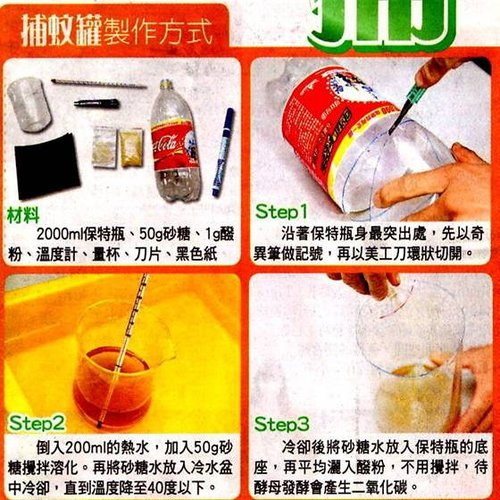 捕蚊罐製作方式
Coca-Cola
材料
2000ml保特瓶、50g砂糖、1g酸
粉、溫度計、量杯、刀片、黑色紙
Step1
沿著保特瓶身最突出處，先以奇
異筆做記號，再以美工刀環狀切開。
Step2
倒入200ml的熱水，加入50g砂
糖攪拌溶化。再將砂糖水放入冷水盆
中冷卻，直到溫度降至40度以下。
Step3
冷卻後將砂糖水放入保特瓶的底
座，再平均灑入酸粉，不用攪拌，待
酵母發酵會產生二氧化碳。